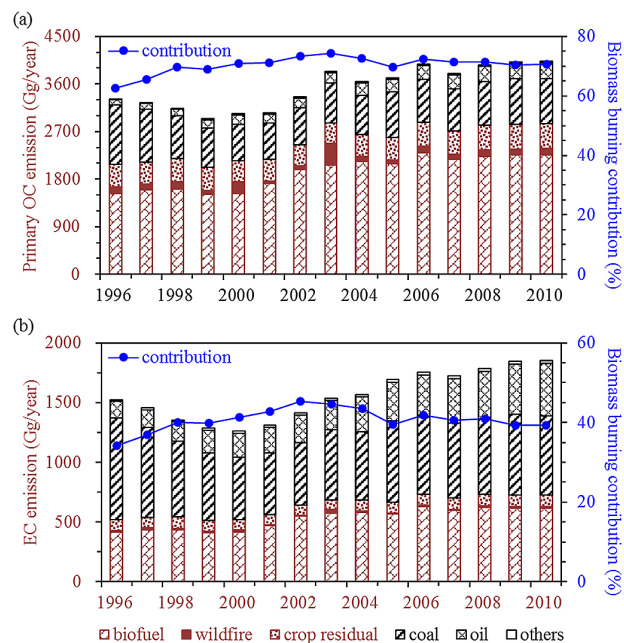 (a)
4500
3600
2700
1800
900
0
Primary OC emission (Gg/year)
contribution
80
60
40
20
0
Biomass burning contribution (%)
1996 1998 2000 2002 2004 2006 2008 2010
(b)
2000
1500
1000
500
0
EC emission (Gg/year)
contribution
60
40
20
0
Biomass burning contribution (%)
1996 1998 2000 2002 2004 2006 2008 2010
biofuel wildfire crop residual coal oil others